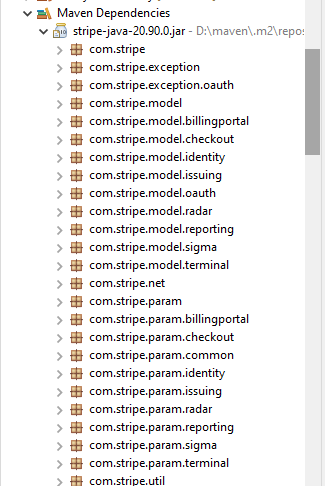 Maven Dependencies
stripe-java-20.90.0.jar - D:\maven\.m2\repos
com.stripe
com.stripe.exception
com.stripe.exception.oauth
com.stripe.model
com.stripe.model.billingportal
com.stripe.model.checkout
com.stripe.model.identity
com.stripe.model.issuing
com.stripe.model.oauth
com.stripe.model.radar
com.stripe.model.reporting
com.stripe.model.sigma
com.stripe.model.terminal
com.stripe.net
com.stripe.param
com.stripe.param.billingportal
com.stripe.param.checkout
com.stripe.param.common
com.stripe.param.identity
com.stripe.param.issuing
com.stripe.param.radar
com.stripe.param.reporting
com.stripe.param.sigma
com.stripe.param.terminal
com.stripe.util